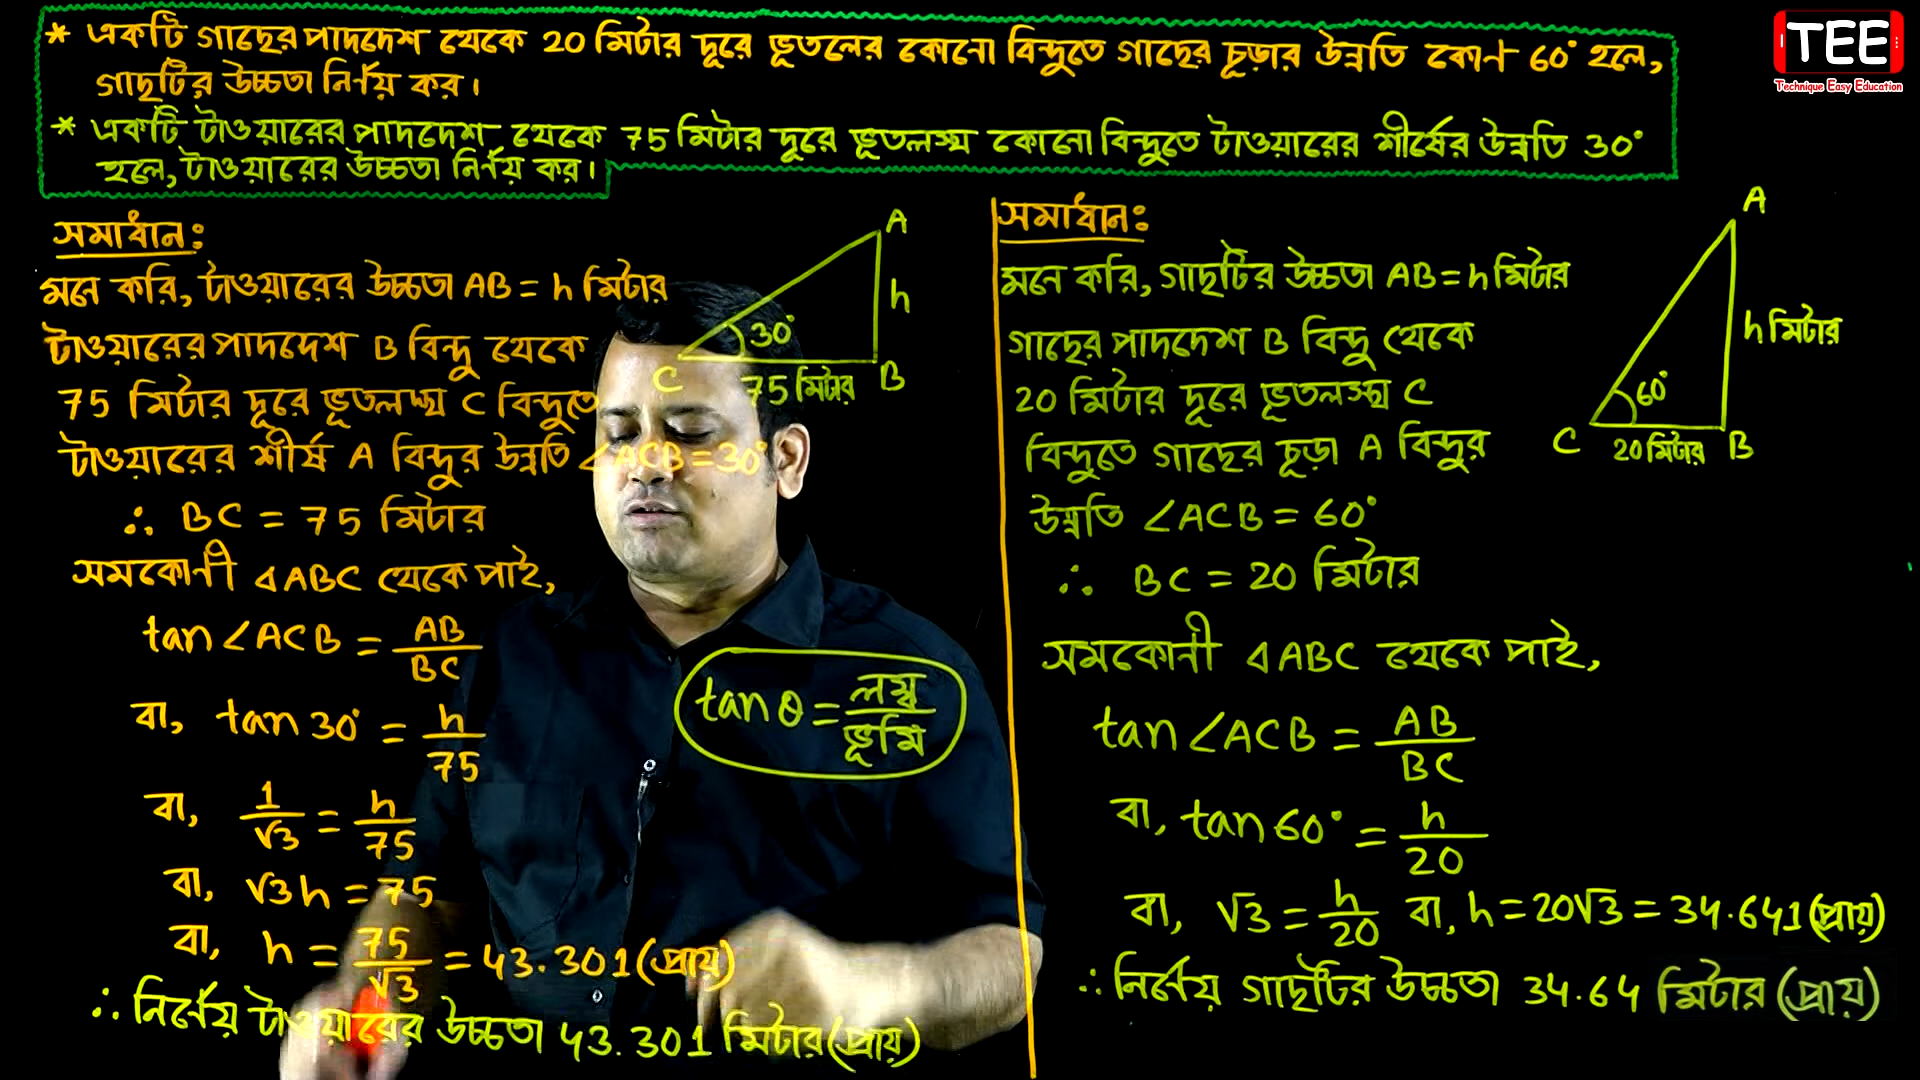 * একটি গাছের পাদদেশ থেকে 20 মিটার দূরে ভূতলের কোনো বিন্দুতে গাছের চূড়ার উন্নতি কোণ 60° হলে,
গাছটির উচ্চতা নির্ণয় কর।
* একটি টাওয়ারের পাদদেশ থেকে 75 মিটার দূরে ভূতলস্থ কোনো বিন্দুতে টাওয়ারের শীর্ষের উন্নতি 30°
হলে, টাওয়ারের উচ্চতা নির্ণয় কর।
TEE
Technique Easy Education
সমাধান:
মনে করি, টাওয়ারের উচ্চতা AB = h মিটার
টাওয়ারের পাদদেশ B বিন্দু থেকে
75 মিটার দূরে ভূতলস্থ C বিন্দুতে
টাওয়ারের শীর্ষ A বিন্দুর উন্নতি ∠ACB = 30°
∴ BC = 75 মিটার
সমকোণী ⊿ABC থেকে পাই,
tan∠ACB = AB/BC
বা, tan 30° = h/75
বা, 1/√3 = h/75
বা, √3h = 75
বা, h = 75/√3 = 43.301 (প্রায়)
∴ নির্ণেয় টাওয়ারের উচ্চতা 43.301 মিটার (প্রায়)
A
h
30°
C
75 মিটার
B
tan θ = লম্ব/ভূমি
সমাধান:
মনে করি, গাছটির উচ্চতা AB = h মিটার
গাছের পাদদেশ B বিন্দু থেকে
20 মিটার দূরে ভূতলস্থ C
বিন্দুতে গাছের চূড়া A বিন্দুর
উন্নতি ∠ACB = 60°
∴ BC = 20 মিটার
সমকোণী ⊿ABC থেকে পাই,
tan∠ACB = AB/BC
বা, tan 60° = h/20
বা, √3 = h/20 বা, h = 20√3 = 34.641 (প্রায়)
∴ নির্ণেয় গাছটির উচ্চতা 34.64 মিটার (প্রায়)
A
h মিটার
60°
C
20 মিটার
B